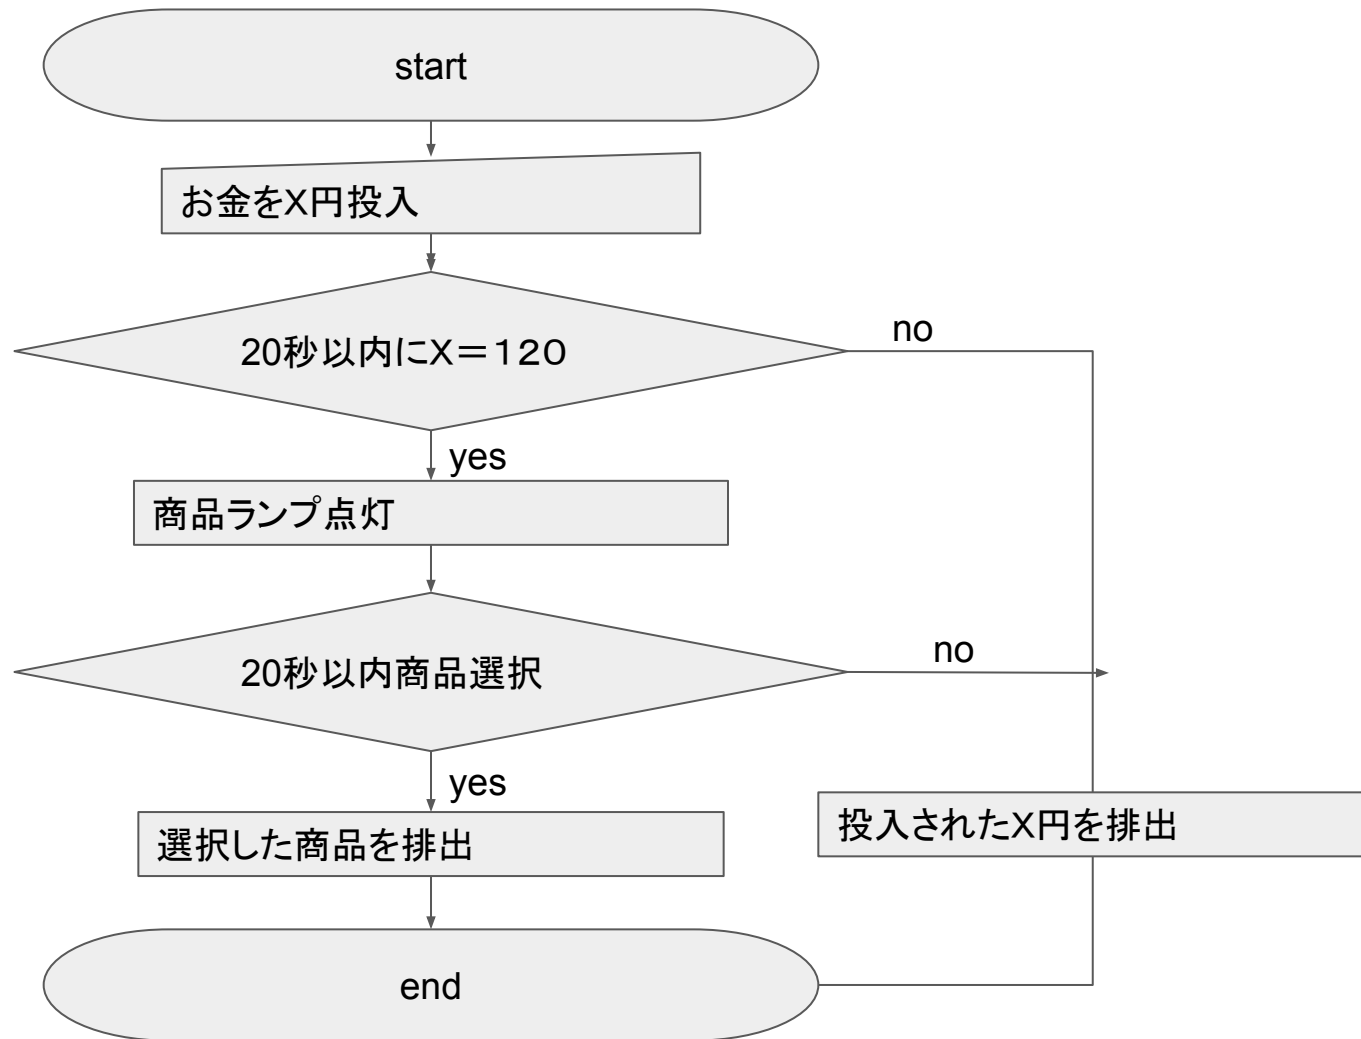 start
お金をX円投入
20秒以内にX＝１２０
no
yes
商品ランプ点灯
20秒以内商品選択
no
yes
選択した商品を排出
投入されたX円を排出
end